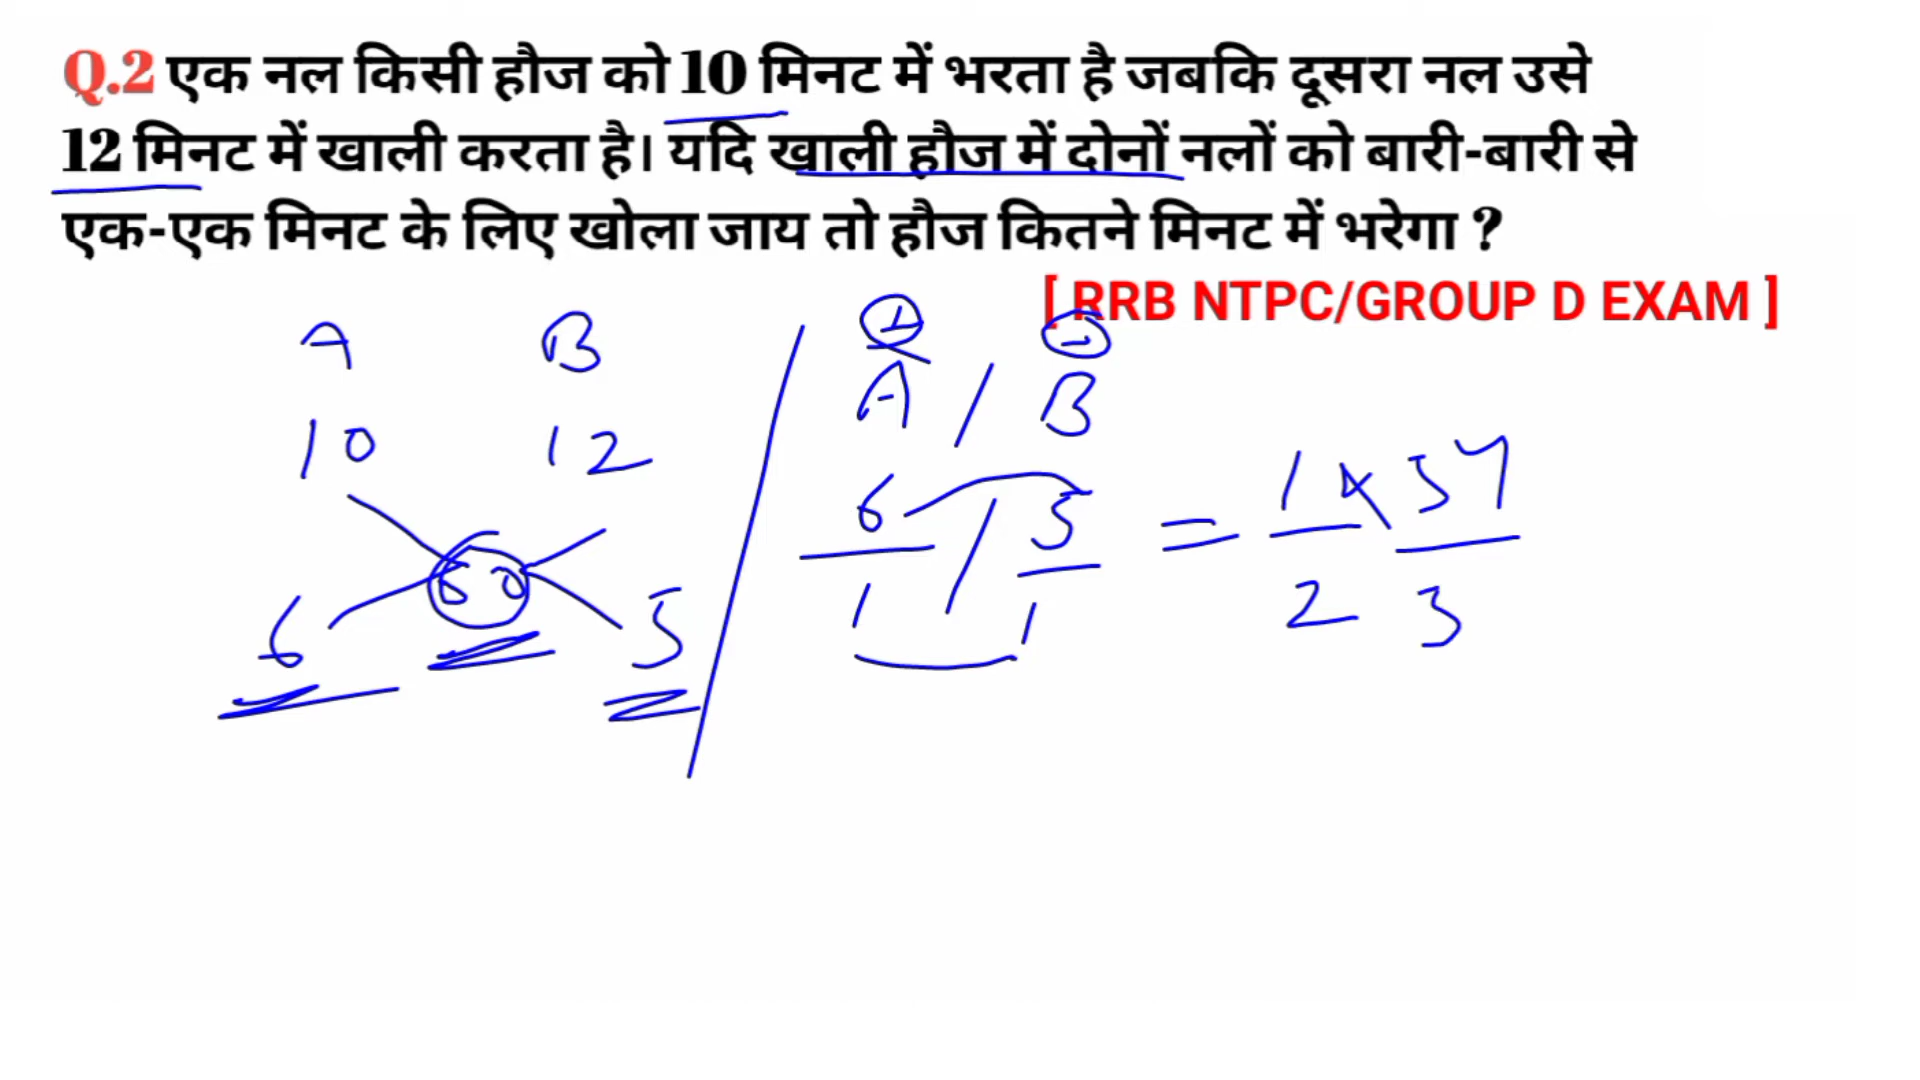 Q.2 एक नल किसी हौज को 10 मिनट में भरता है जबकि दूसरा नल उसे
12 मिनट में खाली करता है। यदि खाली हौज में दोनों नलों को बारी-बारी से
एक-एक मिनट के लिए खोला जाय तो हौज कितने मिनट में भरेगा ?
[ RRB NTPC/GROUP D EXAM ]
A B
10 12
60
6 5
+ -
A / B
6 / 5 = 1
1 / 1 2 3